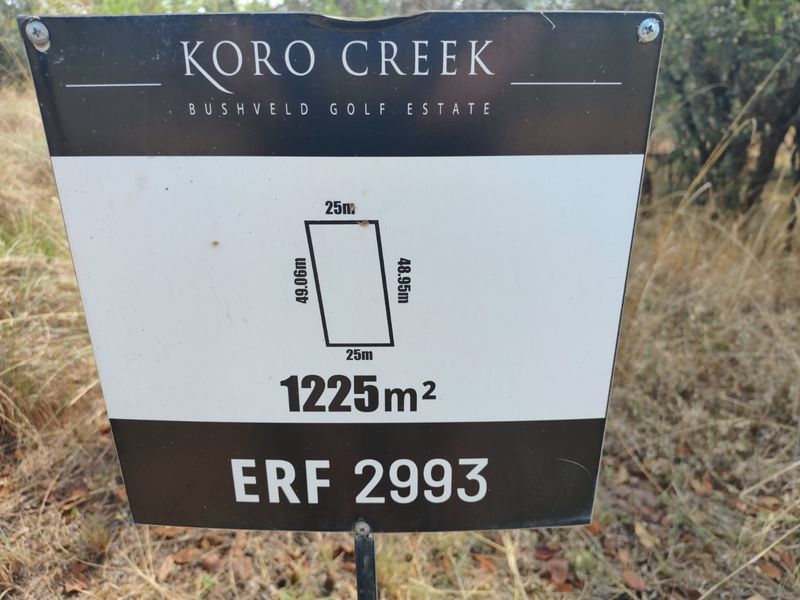 KORO CREEK
BUSHVELD GOLF ESTATE
25m
49.06m
48.95m
25m
1225m²
ERF 2993